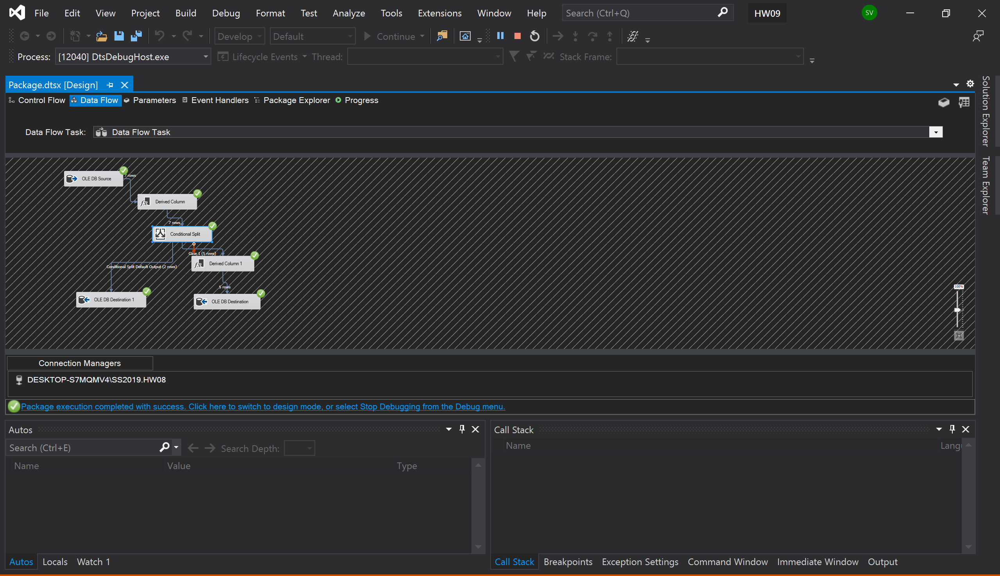 File Edit View Project Build Debug Format Test Analyze Tools Extensions Window Help Search (Ctrl+Q) HW09 SV
Develop Default Continue
Process: [12040] DtsDebugHost.exe Lifecycle Events Thread: Stack Frame:
Package.dtsx [Design]
Control Flow Data Flow Parameters Event Handlers Package Explorer Progress
Data Flow Task: Data Flow Task
Solution Explorer
Team Explorer
7 rows
OLE DB Source
Derived Column
7 rows
Conditional Split
Case 1 (5 rows)
Derived Column 1
Conditional Split Default Output (2 rows)
5 rows
OLE DB Destination 1
OLE DB Destination
100%
Connection Managers
DESKTOP-S7MQMV4\SS2019.HW08
Package execution completed with success. Click here to switch to design mode, or select Stop Debugging from the Debug menu.
Autos
Search (Ctrl+E) Search Depth:
Name Value Type
Autos Locals Watch 1
Call Stack
Name Langu
Call Stack Breakpoints Exception Settings Command Window Immediate Window Output